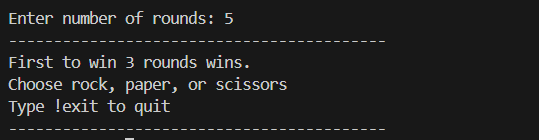 Enter number of rounds: 5
-----------------------------------------
First to win 3 rounds wins.
Choose rock, paper, or scissors
Type !exit to quit
-----------------------------------------